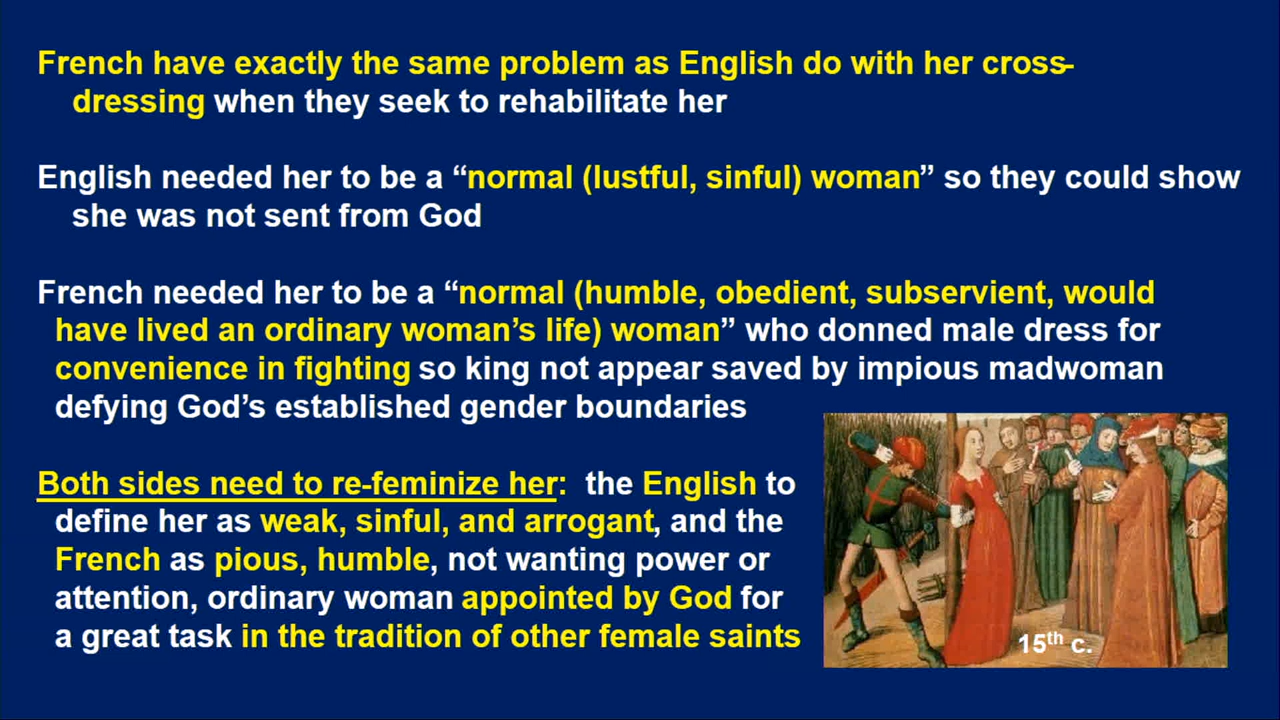 French have exactly the same problem as English do with her cross-
dressing when they seek to rehabilitate her
English needed her to be a “normal (lustful, sinful) woman” so they could show
she was not sent from God
French needed her to be a “normal (humble, obedient, subservient, would
have lived an ordinary woman’s life) woman” who donned male dress for
convenience in fighting so king not appear saved by impious madwoman
defying God’s established gender boundaries
Both sides need to re-feminize her: the English to
define her as weak, sinful, and arrogant, and the
French as pious, humble, not wanting power or
attention, ordinary woman appointed by God for
a great task in the tradition of other female saints
15th c.